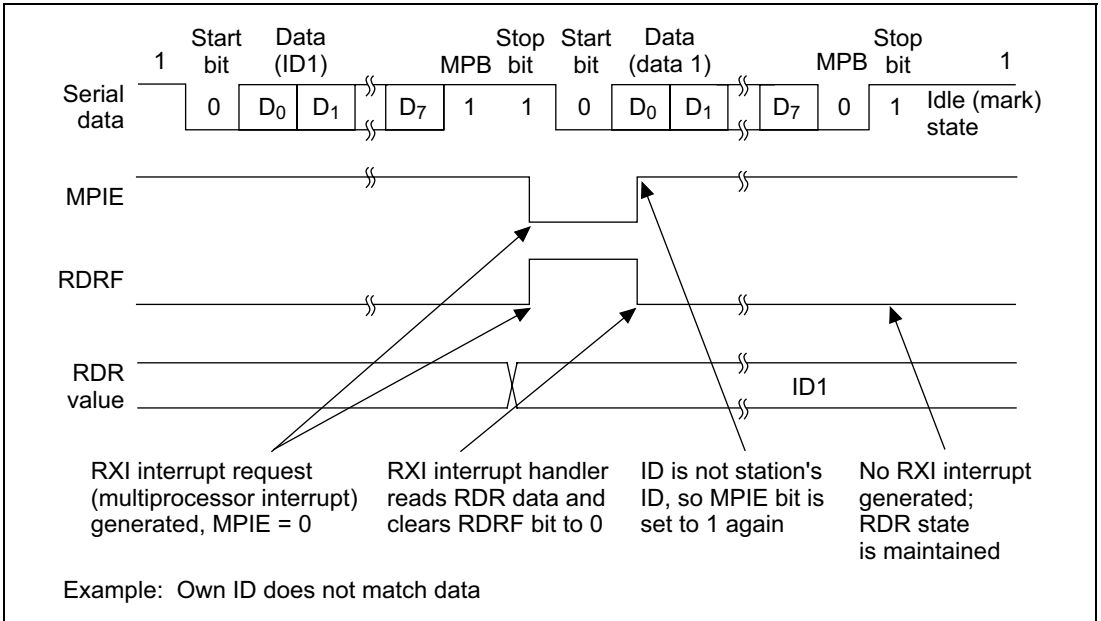 1 Start bit Data (ID1) MPB Stop bit Start bit Data (data 1) MPB Stop bit 1
Serial data 0 D0 D1 D7 1 1 0 D0 D1 D7 0 1 Idle (mark) state
MPIE
RDRF
RDR value ID1
RXI interrupt request
(multiprocessor interrupt)
generated, MPIE = 0
RXI interrupt handler
reads RDR data and
clears RDRF bit to 0
ID is not station's
ID, so MPIE bit is
set to 1 again
No RXI interrupt
generated;
RDR state
is maintained
Example: Own ID does not match data